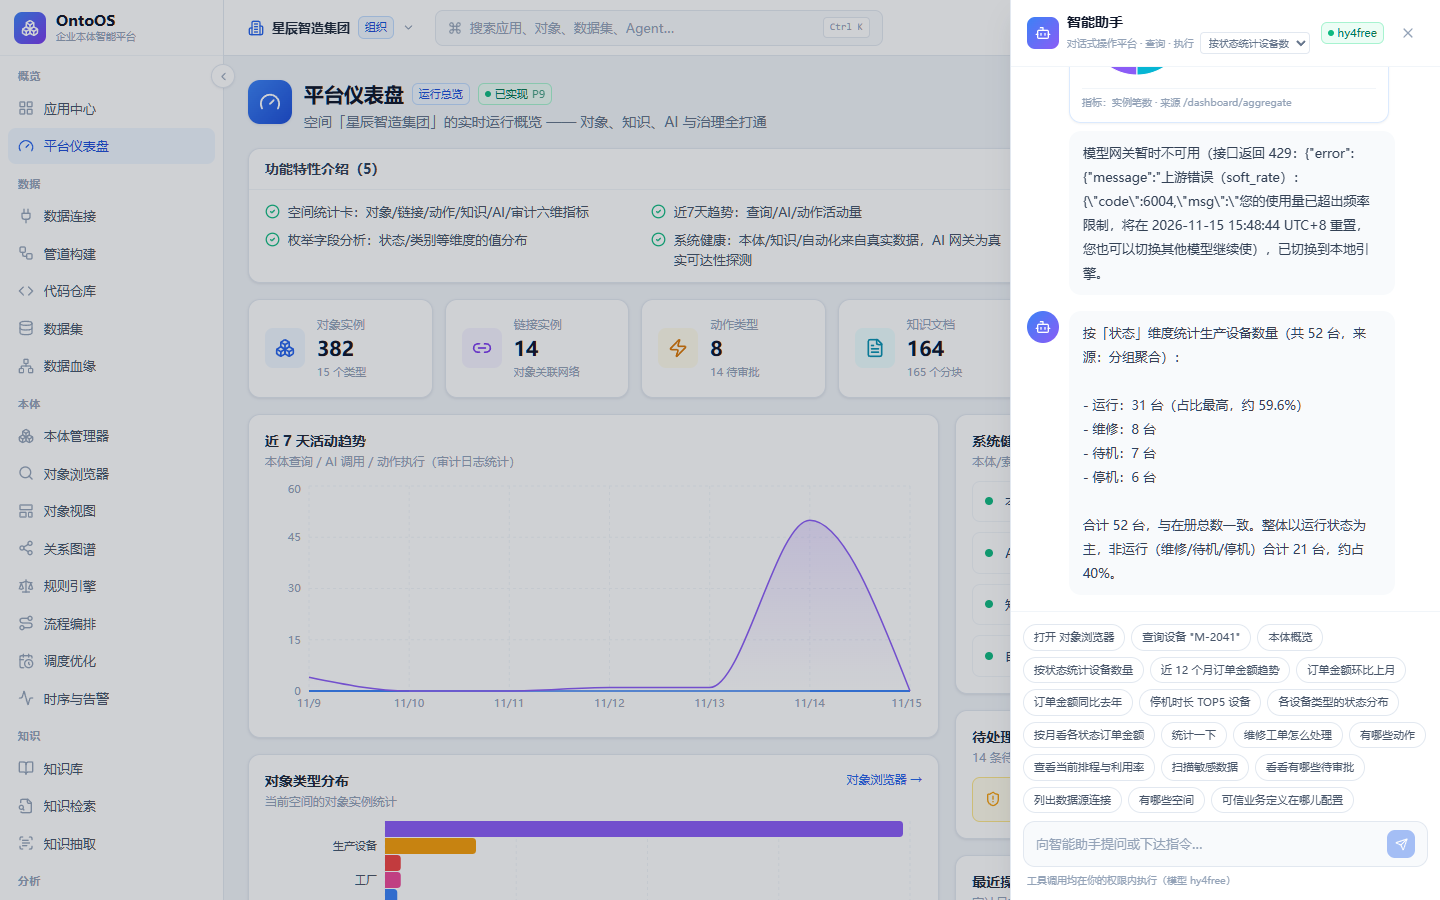 OntoOS
企业本体智能平台
概览
应用中心
平台仪表盘
数据
数据连接
管道构建
代码仓库
数据集
数据血缘
本体
本体管理器
对象浏览器
对象视图
关系图谱
规则引擎
流程编排
调度优化
时序与告警
知识
知识库
知识检索
知识抽取
分析
星辰智造集团 组织
⌘ 搜索应用、对象、数据集、Agent... Ctrl K
平台仪表盘 运行总览 已实现 P9
空间「星辰智造集团」的实时运行概览 —— 对象、知识、AI 与治理全打通
功能特性介绍（5）
空间统计卡：对象/链接/动作/知识/AI/审计六维指标
近7天趋势：查询/AI/动作活动量
枚举字段分析：状态/类别等维度的值分布
系统健康：本体/知识/自动化来自真实数据，AI 网关为真
实可达性探测
对象实例
382
15 个类型
链接实例
14
对象关联网络
动作类型
8
14 待审批
知识文档
164
165 个分块
近 7 天活动趋势
本体查询 / AI 调用 / 动作执行（审计日志统计）
60
45
30
15
0
11/9 11/10 11/11 11/12 11/13 11/14 11/15
系统健
本体/
待处理
14 条待
最近操
对象类型分布
对象浏览器 →
当前空间的对象实例统计
生产设备
工厂
智能助手
对话式操作平台 · 查询 · 执行 按状态统计设备数 hy4free
指标：实例笔数 · 来源 /dashboard/aggregate
模型网关暂时不可用（接口返回 429：{"error":
{"message":"上游错误（soft_rate）:
{\"code\":6004,\"msg\":\"您的使用量已超出频率
限制，将在 2026-11-15 15:48:44 UTC+8 重置，
您也可以切换其他模型继续使），已切换到本地引
擎。
按「状态」维度统计生产设备数量（共 52 台，来
源：分组聚合）：
- 运行：31 台（占比最高，约 59.6%）
- 维修：8 台
- 待机：7 台
- 停机：6 台
合计 52 台，与在册总数一致。整体以运行状态为
主，非运行（维修/待机/停机）合计 21 台，约占
40%。
打开 对象浏览器 查询设备 "M-2041" 本体概览
按状态统计设备数量 近 12 个月订单金额趋势 订单金额环比上月
订单金额同比去年 停机时长 TOP5 设备 各设备类型的状态分布
按月看各状态订单金额 统计一下 维修工单怎么处理 有哪些动作
查看当前排程与利用率 扫描敏感数据 看看有哪些待审批
列出数据源连接 有哪些空间 可信业务定义在哪儿配置
向智能助手提问或下达指令...
工具调用均在你的权限内执行（模型 hy4free）